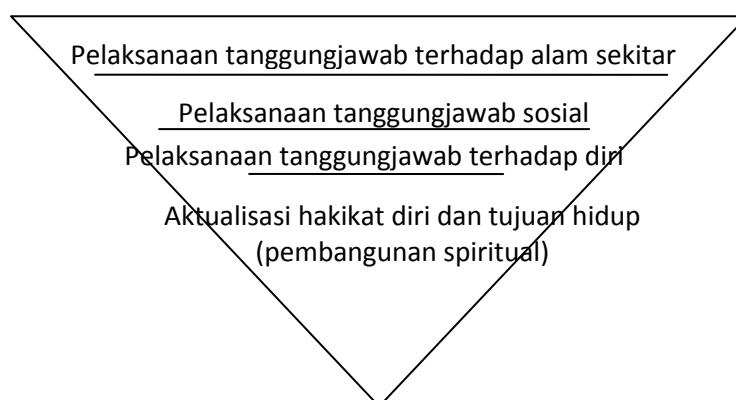 Pelaksanaan tanggungjawab terhadap alam sekitar
Pelaksanaan tanggungjawab sosial
Pelaksanaan tanggungjawab terhadap diri
Aktualisasi hakikat diri dan tujuan hidup
(pembangunan spiritual)